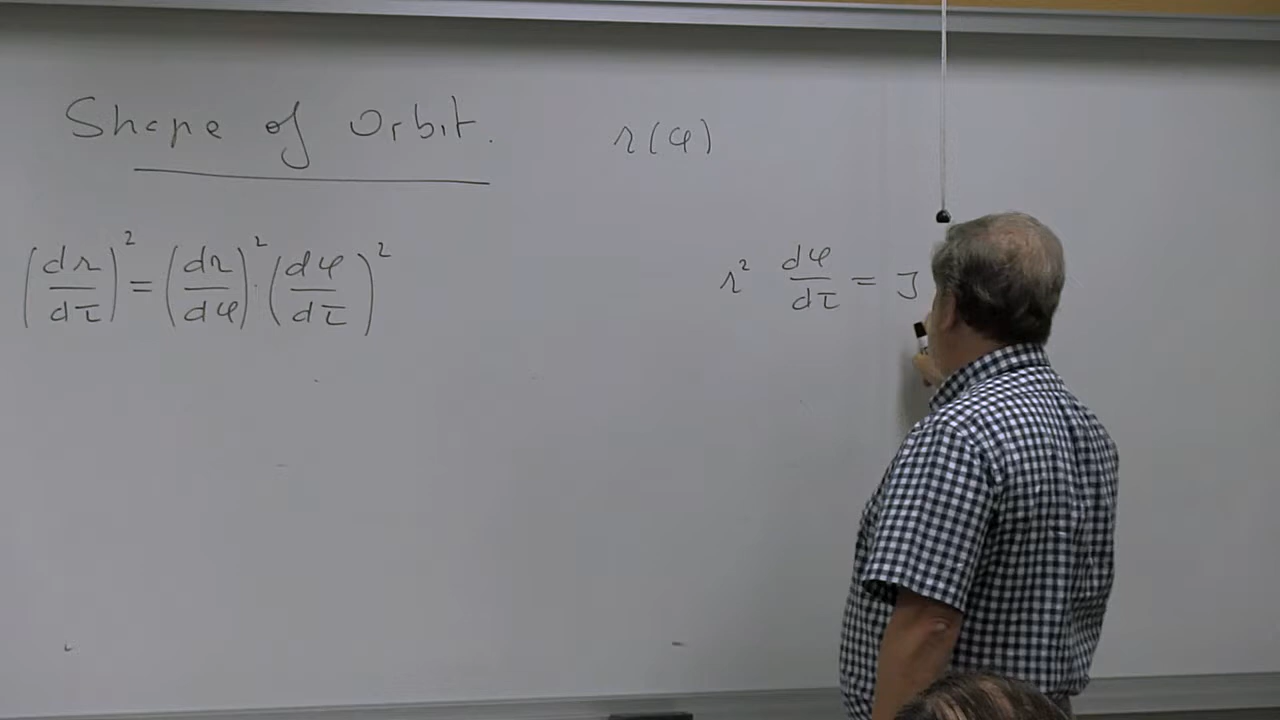 Shape of Orbit. r(φ)
(dr/dτ)² = (dr/dφ)² · (dφ/dτ)² r² dφ/dτ = J